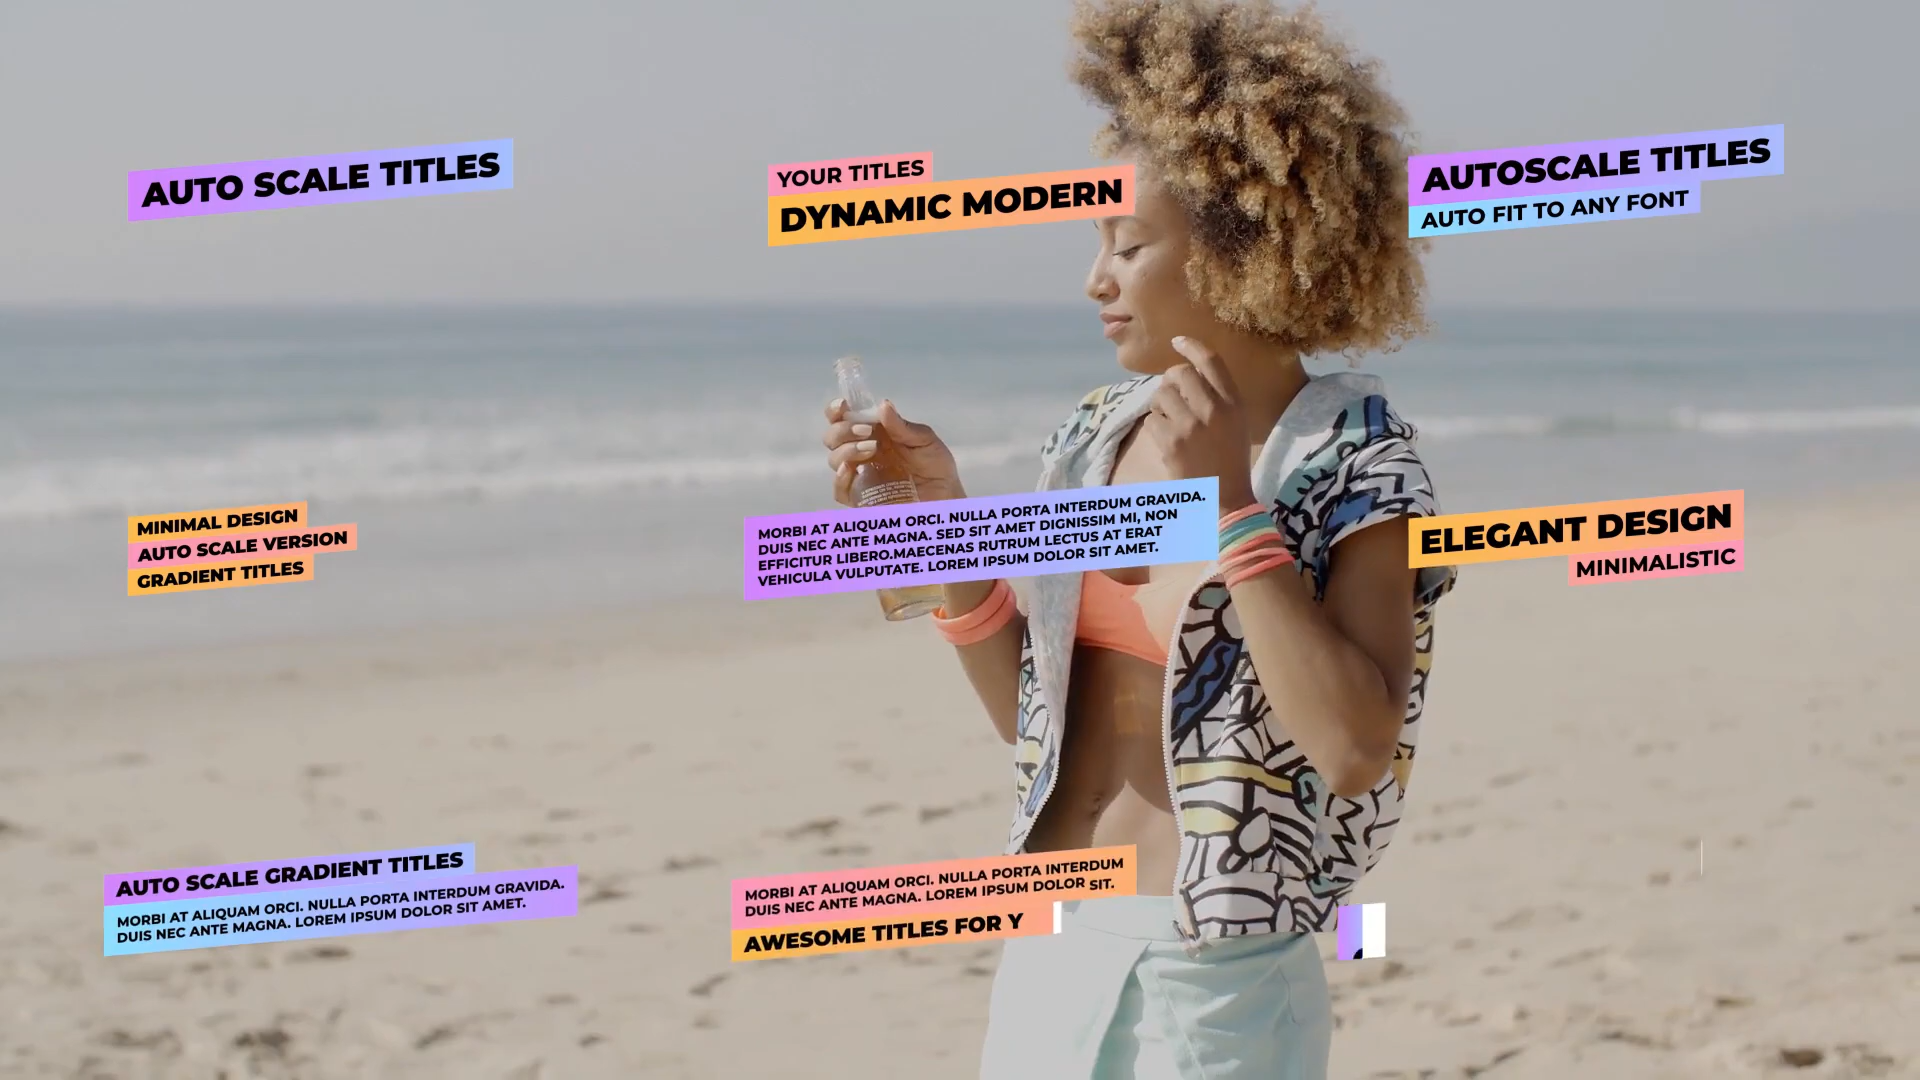 AUTO SCALE TITLES
YOUR TITLES
DYNAMIC MODERN
AUTOSCALE TITLES
AUTO FIT TO ANY FONT
MINIMAL DESIGN
AUTO SCALE VERSION
GRADIENT TITLES
MORBI AT ALIQUAM ORCI. NULLA PORTA INTERDUM GRAVIDA.
DUIS NEC ANTE MAGNA. SED SIT AMET DIGNISSIM MI, NON
EFFICITUR LIBERO.MAECENAS RUTRUM LECTUS AT ERAT
VEHICULA VULPUTATE. LOREM IPSUM DOLOR SIT AMET.
ELEGANT DESIGN
MINIMALISTIC
AUTO SCALE GRADIENT TITLES
MORBI AT ALIQUAM ORCI. NULLA PORTA INTERDUM GRAVIDA.
DUIS NEC ANTE MAGNA. LOREM IPSUM DOLOR SIT AMET.
MORBI AT ALIQUAM ORCI. NULLA PORTA INTERDUM
DUIS NEC ANTE MAGNA. LOREM IPSUM DOLOR SIT.
AWESOME TITLES FOR Y